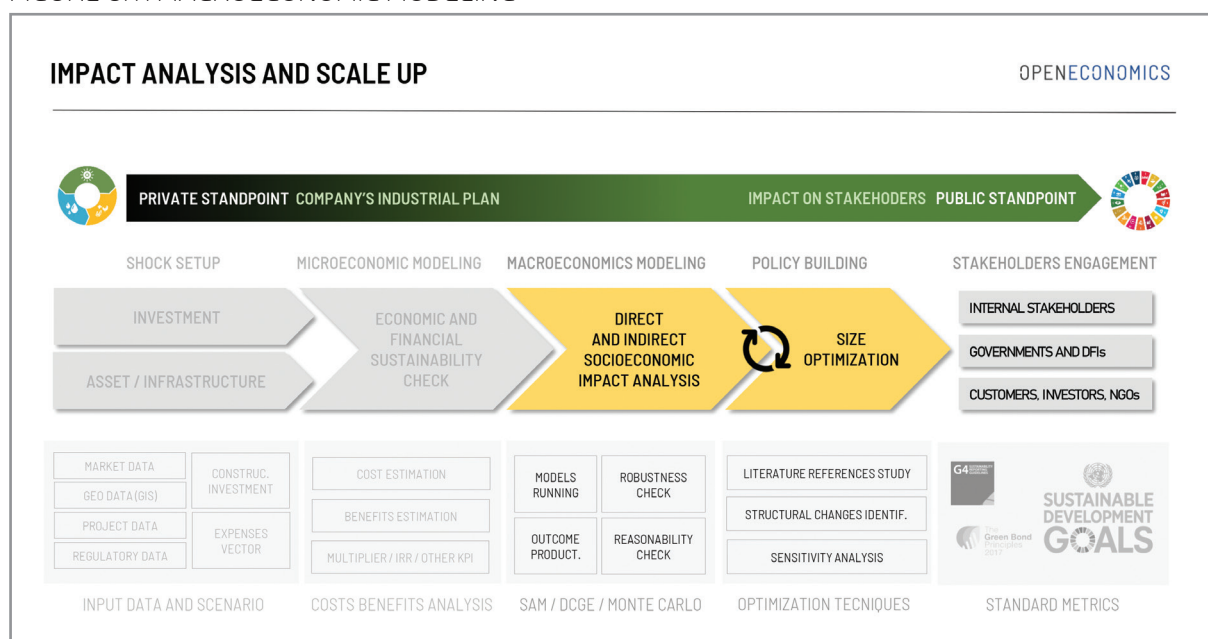 IMPACT ANALYSIS AND SCALE UP
OPENECONOMICS
PRIVATE STANDPOINT COMPANY'S INDUSTRIAL PLAN
IMPACT ON STAKEHODERS PUBLIC STANDPOINT
SHOCK SETUP
MICROECONOMIC MODELING
MACROECONOMICS MODELING
POLICY BUILDING
STAKEHOLDERS ENGAGEMENT
INVESTMENT
ASSET / INFRASTRUCTURE
ECONOMIC AND
FINANCIAL
SUSTAINABILITY
CHECK
DIRECT
AND INDIRECT
SOCIOECONOMIC
IMPACT ANALYSIS
SIZE
OPTIMIZATION
INTERNAL STAKEHOLDERS
GOVERNMENTS AND DFIs
CUSTOMERS, INVESTORS, NGOs
MARKET DATA
GEO DATA (GIS)
PROJECT DATA
REGULATORY DATA
CONSTRUC.
INVESTMENT
EXPENSES
VECTOR
COST ESTIMATION
BENEFITS ESTIMATION
MULTIPLIER / IRR / OTHER KPI
MODELS
RUNNING
ROBUSTNESS
CHECK
OUTCOME
PRODUCT.
REASONABILITY
CHECK
LITERATURE REFERENCES STUDY
STRUCTURAL CHANGES IDENTIF.
SENSITIVITY ANALYSIS
G4
The
Green Bond
Principles
2017
SUSTAINABLE
DEVELOPMENT
GOALS
INPUT DATA AND SCENARIO
COSTS BENEFITS ANALYSIS
SAM / DCGE / MONTE CARLO
OPTIMIZATION TECNIQUES
STANDARD METRICS